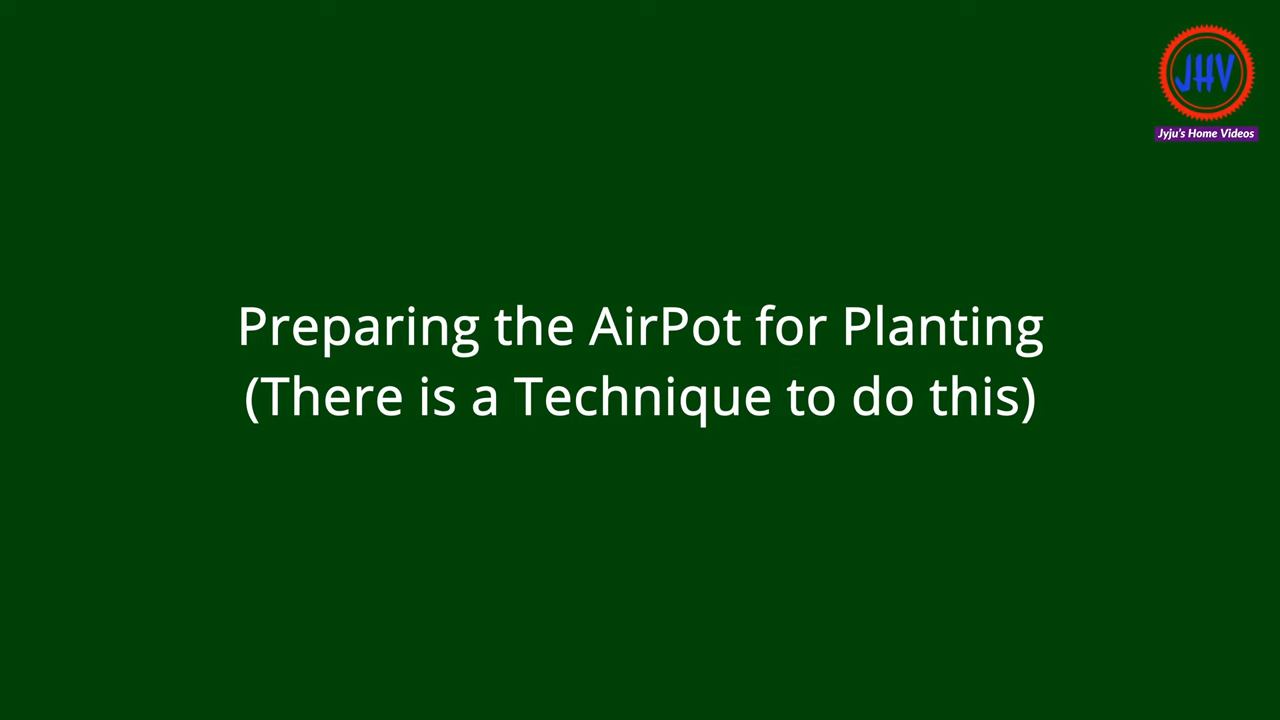 JHV
Jyju's Home Videos
Preparing the AirPot for Planting
(There is a Technique to do this)